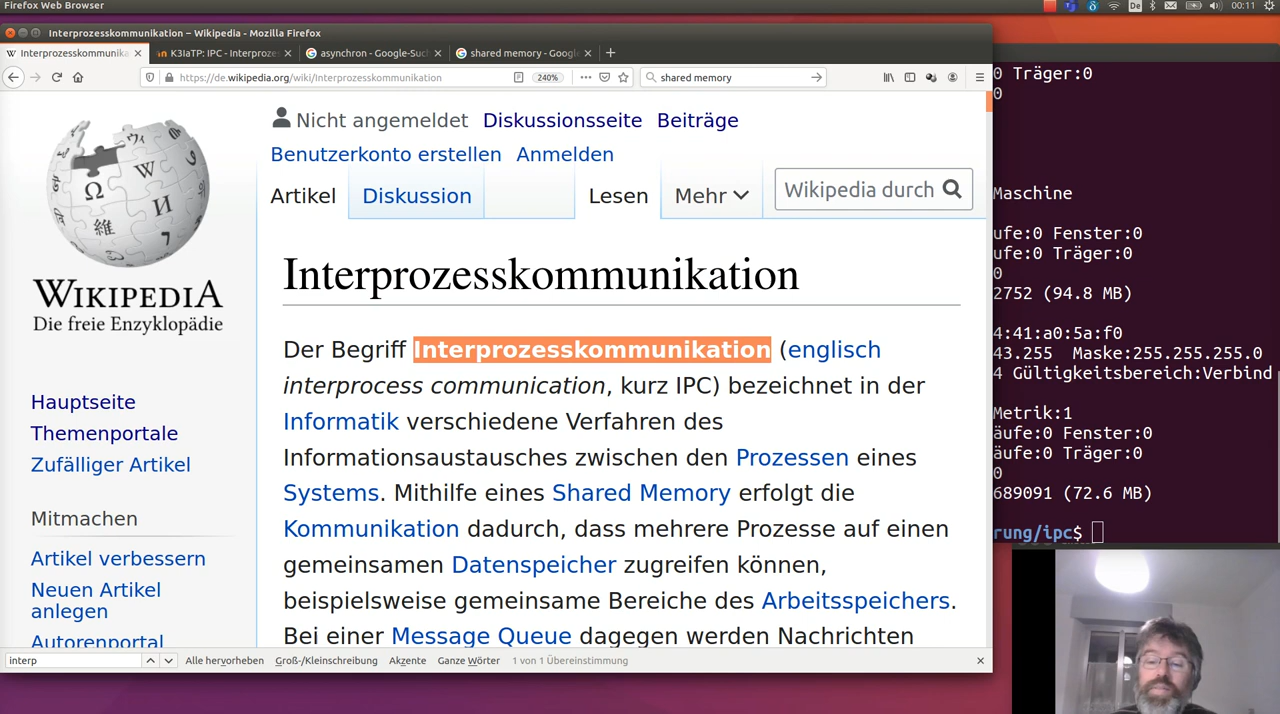 Firefox Web Browser
De
00:11
Interprozesskommunikation – Wikipedia - Mozilla Firefox
Interprozesskommunika
K3IaTP: IPC - Interproze
asynchron - Google-Suc
shared memory - Googl
https://de.wikipedia.org/wiki/Interprozesskommunikation
240%
shared memory
Nicht angemeldet Diskussionsseite Beiträge
Benutzerkonto erstellen Anmelden
Artikel Diskussion Lesen Mehr
Wikipedia durch
WIKIPEDIA
Die freie Enzyklopädie
Hauptseite
Themenportale
Zufälliger Artikel
Mitmachen
Artikel verbessern
Neuen Artikel
anlegen
Autorenportal
Interprozesskommunikation
Der Begriff Interprozesskommunikation (englisch
interprocess communication, kurz IPC) bezeichnet in der
Informatik verschiedene Verfahren des
Informationsaustausches zwischen den Prozessen eines
Systems. Mithilfe eines Shared Memory erfolgt die
Kommunikation dadurch, dass mehrere Prozesse auf einen
gemeinsamen Datenspeicher zugreifen können,
beispielsweise gemeinsame Bereiche des Arbeitsspeichers.
Bei einer Message Queue dagegen werden Nachrichten
interp
Alle hervorheben Groß-/Kleinschreibung Akzente Ganze Wörter 1 von 1 Übereinstimmung
0 Träger:0
0
Maschine
ufe:0 Fenster:0
ufe:0 Träger:0
0
2752 (94.8 MB)
4:41:a0:5a:f0
43.255 Maske:255.255.255.0
4 Gültigkeitsbereich:Verbind
Metrik:1
äufe:0 Fenster:0
äufe:0 Träger:0
0
689091 (72.6 MB)
rung/ipc$